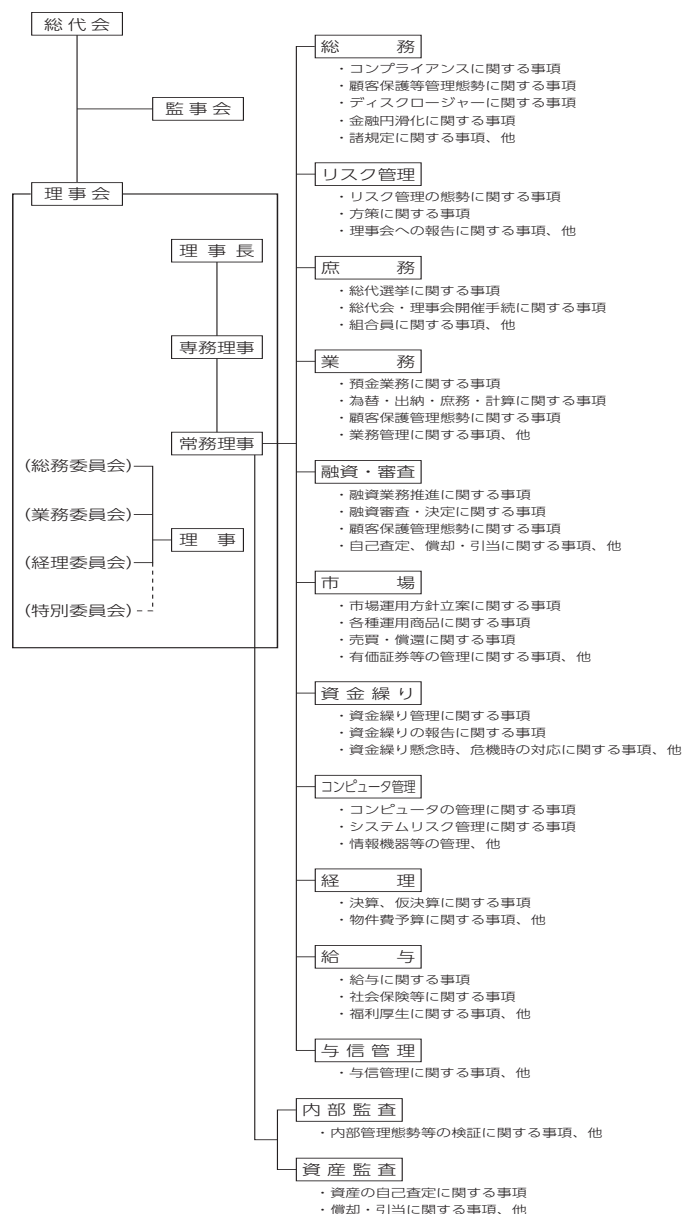 総代会
監事会
理事会
理事長
専務理事
常務理事
(総務委員会)
(業務委員会)
理事
(経理委員会)
(特別委員会)
総務
・コンプライアンスに関する事項
・顧客保護等管理態勢に関する事項
・ディスクロージャーに関する事項
・金融円滑化に関する事項
・諸規定に関する事項、他
リスク管理
・リスク管理の態勢に関する事項
・方策に関する事項
・理事会への報告に関する事項、他
庶務
・総代選挙に関する事項
・総代会・理事会開催手続に関する事項
・組合員に関する事項、他
業務
・預金業務に関する事項
・為替・出納・庶務・計算に関する事項
・顧客保護管理態勢に関する事項
・業務管理に関する事項、他
融資・審査
・融資業務推進に関する事項
・融資審査・決定に関する事項
・顧客保護管理態勢に関する事項
・自己査定、償却・引当に関する事項、他
市場
・市場運用方針立案に関する事項
・各種運用商品に関する事項
・売買・償還に関する事項
・有価証券等の管理に関する事項、他
資金繰り
・資金繰り管理に関する事項
・資金繰りの報告に関する事項
・資金繰り懸念時、危機時の対応に関する事項、他
コンピュータ管理
・コンピュータの管理に関する事項
・システムリスク管理に関する事項
・情報機器等の管理、他
経理
・決算、仮決算に関する事項
・物件費予算に関する事項、他
給与
・給与に関する事項
・社会保険等に関する事項
・福利厚生に関する事項、他
与信管理
・与信管理に関する事項、他
内部監査
・内部管理態勢等の検証に関する事項、他
資産監査
・資産の自己査定に関する事項
・償却・引当に関する事項、他